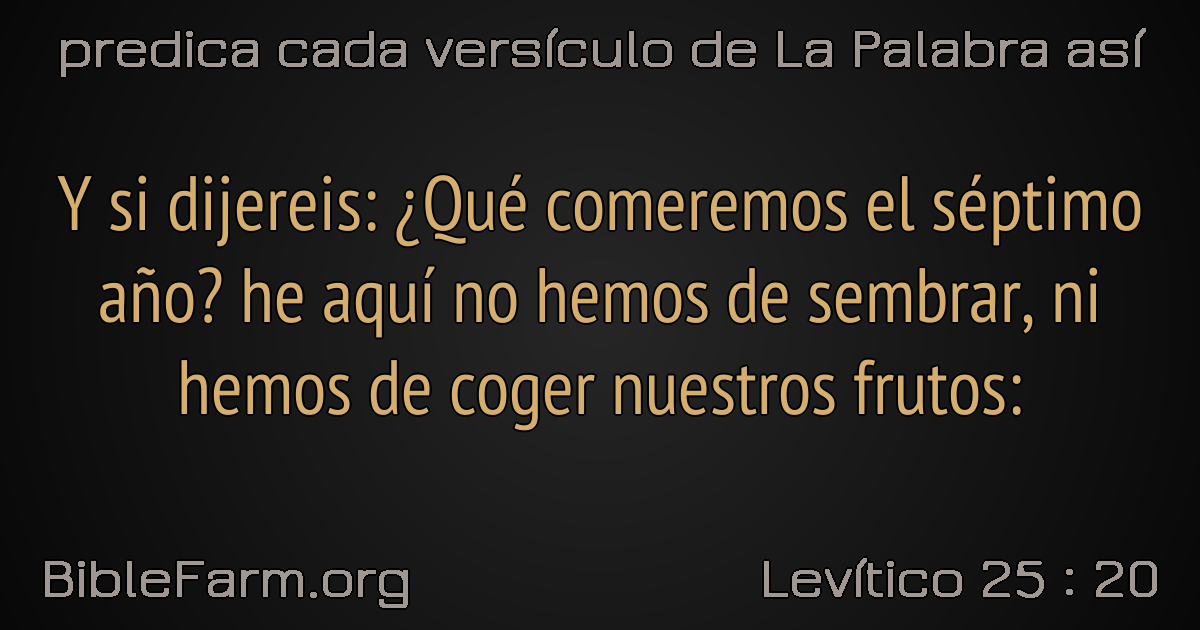 predica cada versículo de La Palabra así
Y si dijereis: ¿Qué comeremos el séptimo
año? he aquí no hemos de sembrar, ni
hemos de coger nuestros frutos:
BibleFarm.org
Levítico 25 : 20